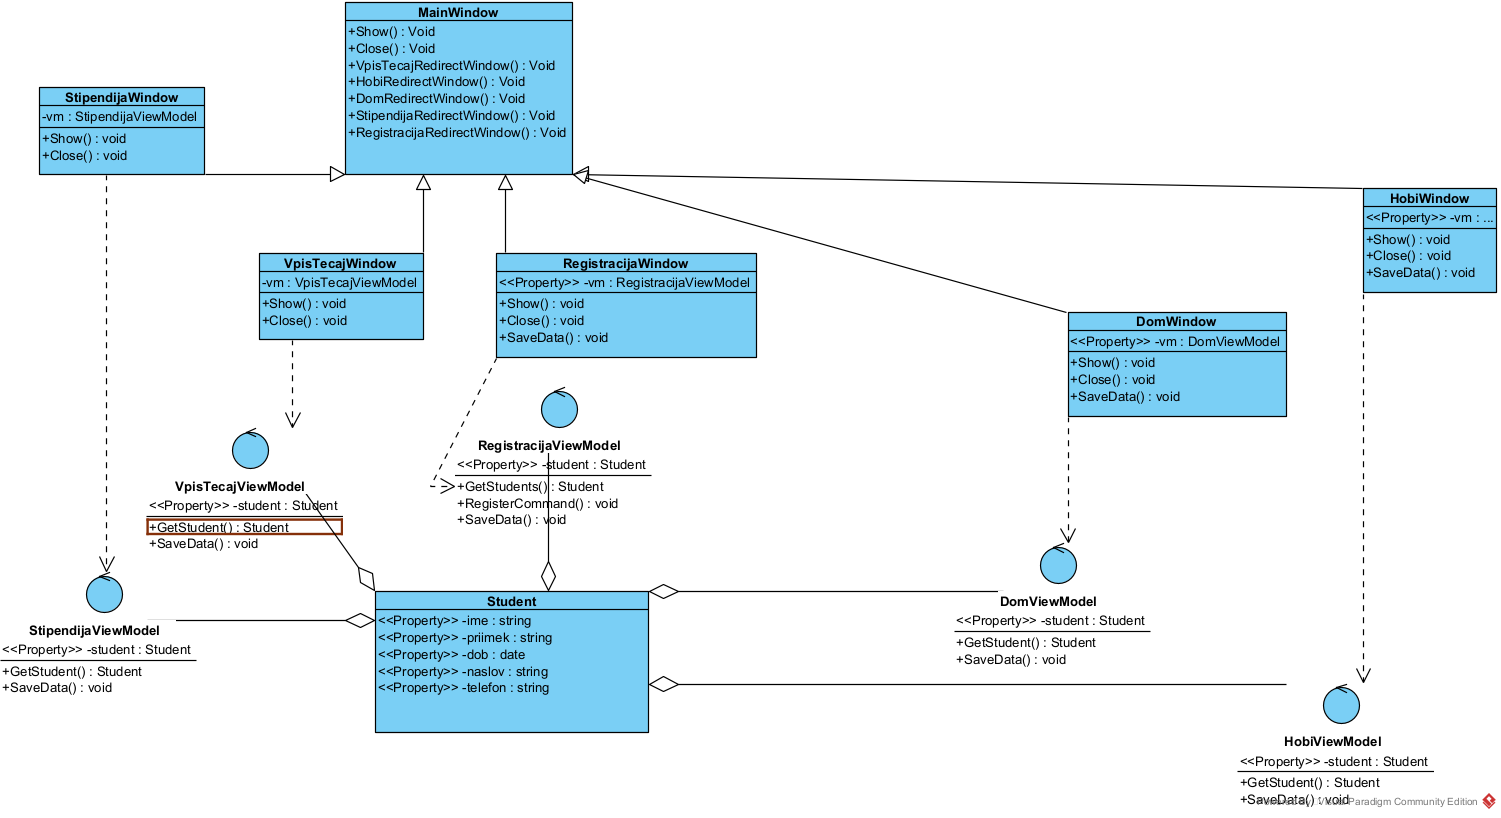 MainWindow
+Show() : Void
+Close() : Void
+VpisTecajRedirectWindow() : Void
+HobiRedirectWindow() : Void
+DomRedirectWindow() : Void
+StipendijaRedirectWindow() : Void
+RegistracijaRedirectWindow() : Void
StipendijaWindow
-vm : StipendijaViewModel
+Show() : void
+Close() : void
HobiWindow
<<Property>> -vm : ...
+Show() : void
+Close() : void
+SaveData() : void
VpisTecajWindow
-vm : VpisTecajViewModel
+Show() : void
+Close() : void
RegistracijaWindow
<<Property>> -vm : RegistracijaViewModel
+Show() : void
+Close() : void
+SaveData() : void
DomWindow
<<Property>> -vm : DomViewModel
+Show() : void
+Close() : void
+SaveData() : void
RegistracijaViewModel
<<Property>> -student : Student
+GetStudents() : Student
+RegisterCommand() : void
+SaveData() : void
VpisTecajViewModel
<<Property>> -student : Student
+GetStudent() : Student
+SaveData() : void
StipendijaViewModel
<<Property>> -student : Student
+GetStudent() : Student
+SaveData() : void
Student
<<Property>> -ime : string
<<Property>> -priimek : string
<<Property>> -dob : date
<<Property>> -naslov : string
<<Property>> -telefon : string
DomViewModel
<<Property>> -student : Student
+GetStudent() : Student
+SaveData() : void
HobiViewModel
<<Property>> -student : Student
+GetStudent() : Student
+SaveData() : void
Visual Paradigm Community Edition